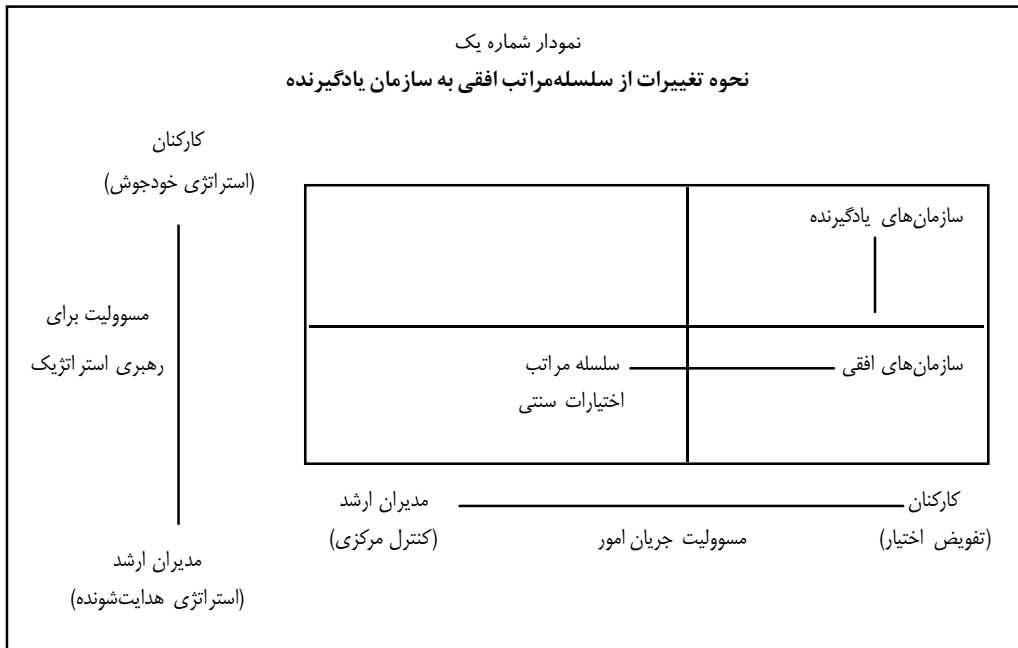 نمودار شماره یک
نحوه تغییرات از سلسله‌مراتب افقی به سازمان یادگیرنده
کارکنان
(استراتژی خودجوش)
مسوولیت برای
رهبری استراتژیک
مدیران ارشد
(استراتژی هدایت‌شونده)
سازمان‌های یادگیرنده
سازمان‌های افقی
سلسله مراتب
اختیارات سنتی
کارکنان
(تفویض اختیار)
مسوولیت جریان امور
مدیران ارشد
(کنترل مرکزی)